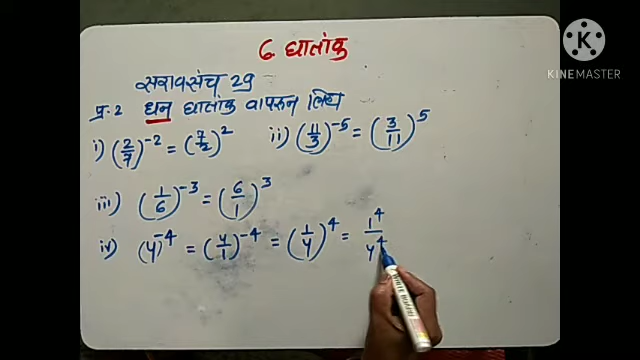 6. घातांक
KINEMASTER
सरावसंच 29
प्र. 2 धन घातांक वापरून लिहा
i) (2/7)^-2 = (7/2)^2 ii) (11/3)^-5 = (3/11)^5
iii) (1/6)^-3 = (6/1)^3
iv) (y)^-4 = (y/1)^-4 = (1/y)^4 = 1^4/y^4